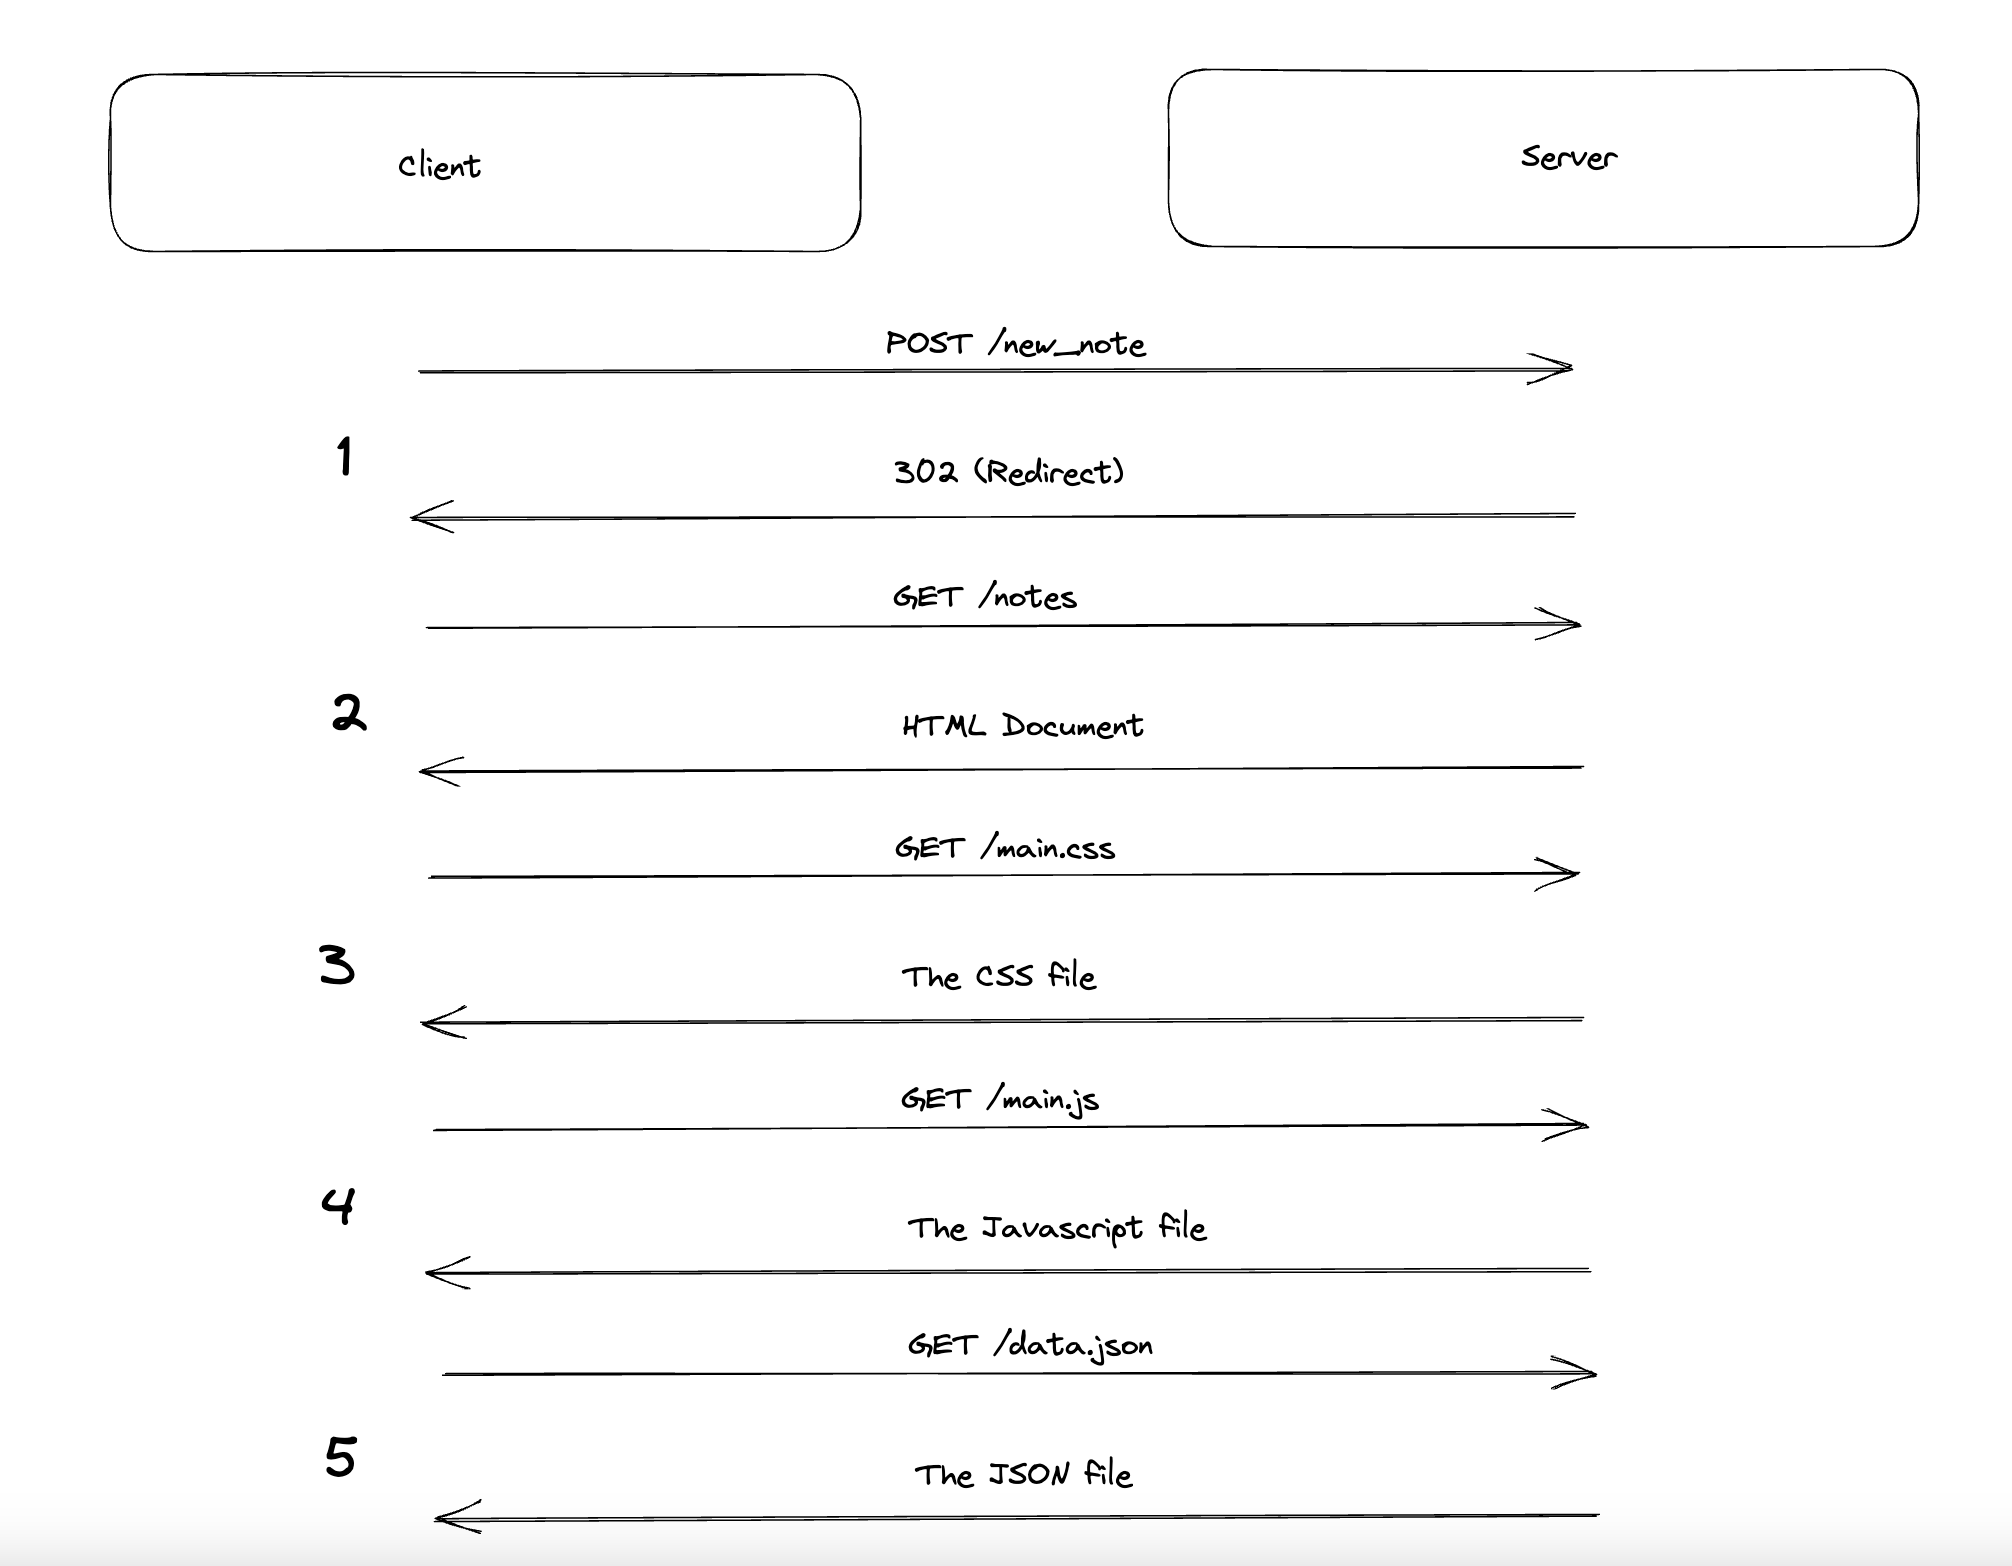 Client
Server
POST /new_note
1
302 (Redirect)
GET /notes
2
HTML Document
GET /main.css
3
The CSS file
GET /main.js
4
The Javascript file
GET /data.json
5
The JSON file